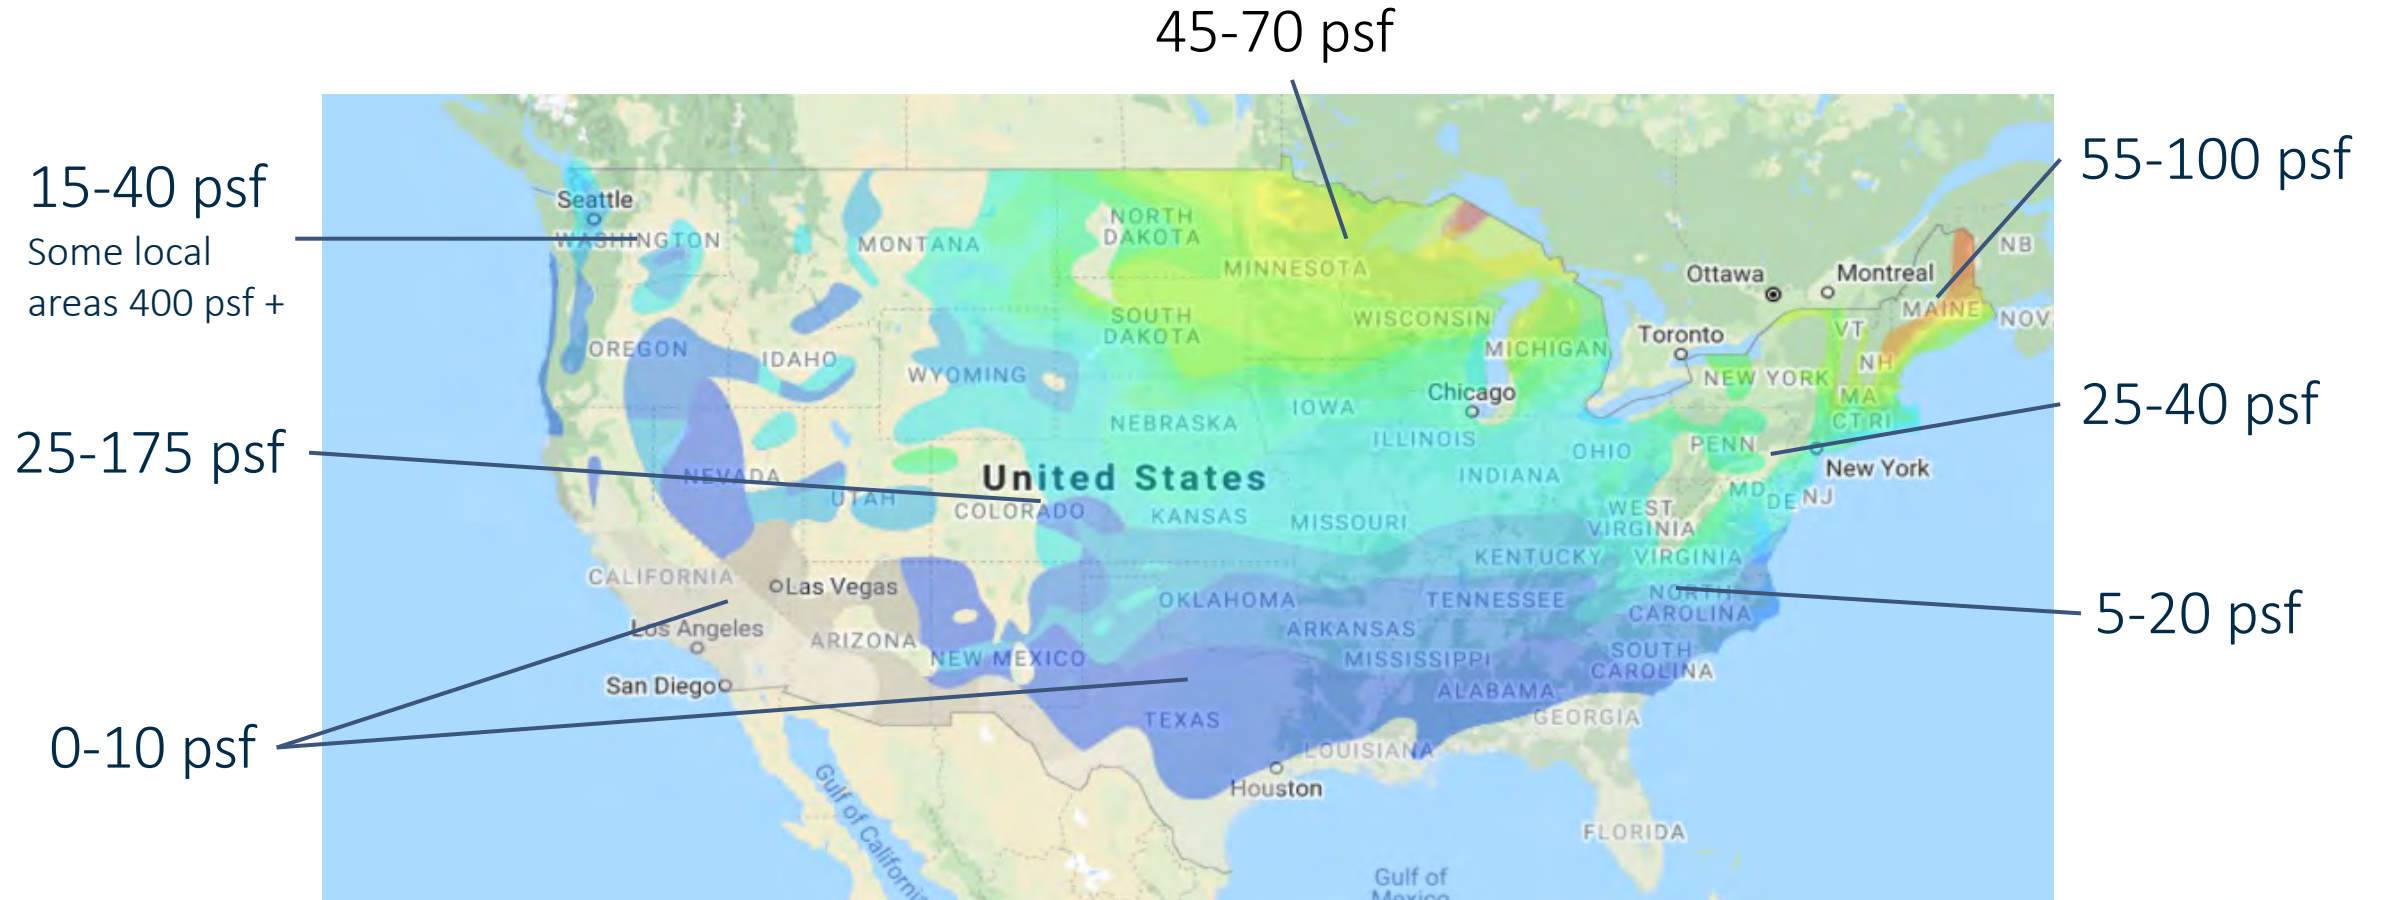 45-70 psf
15-40 psf
Some local
areas 400 psf +
25-175 psf
0-10 psf
55-100 psf
25-40 psf
5-20 psf
Seattle
WASHINGTON
MONTANA
NORTH
DAKOTA
MINNESOTA
Ottawa
Montreal
NB
MAINE
NOV
OREGON
IDAHO
WYOMING
SOUTH
DAKOTA
WISCONSIN
MICHIGAN
Toronto
VT
NH
NEW YORK
MA
CT RI
Chicago
NEBRASKA
IOWA
ILLINOIS
INDIANA
OHIO
PENN
New York
NEVADA
UTAH
United States
COLORADO
KANSAS
MISSOURI
WEST
VIRGINIA
MD
DE
NJ
KENTUCKY
VIRGINIA
CALIFORNIA
Las Vegas
OKLAHOMA
TENNESSEE
NORTH
CAROLINA
Los Angeles
ARIZONA
NEW MEXICO
ARKANSAS
MISSISSIPPI
SOUTH
CAROLINA
San Diego
ALABAMA
TEXAS
GEORGIA
LOUISIANA
Houston
FLORIDA
Gulf of California
Gulf of
Mexico